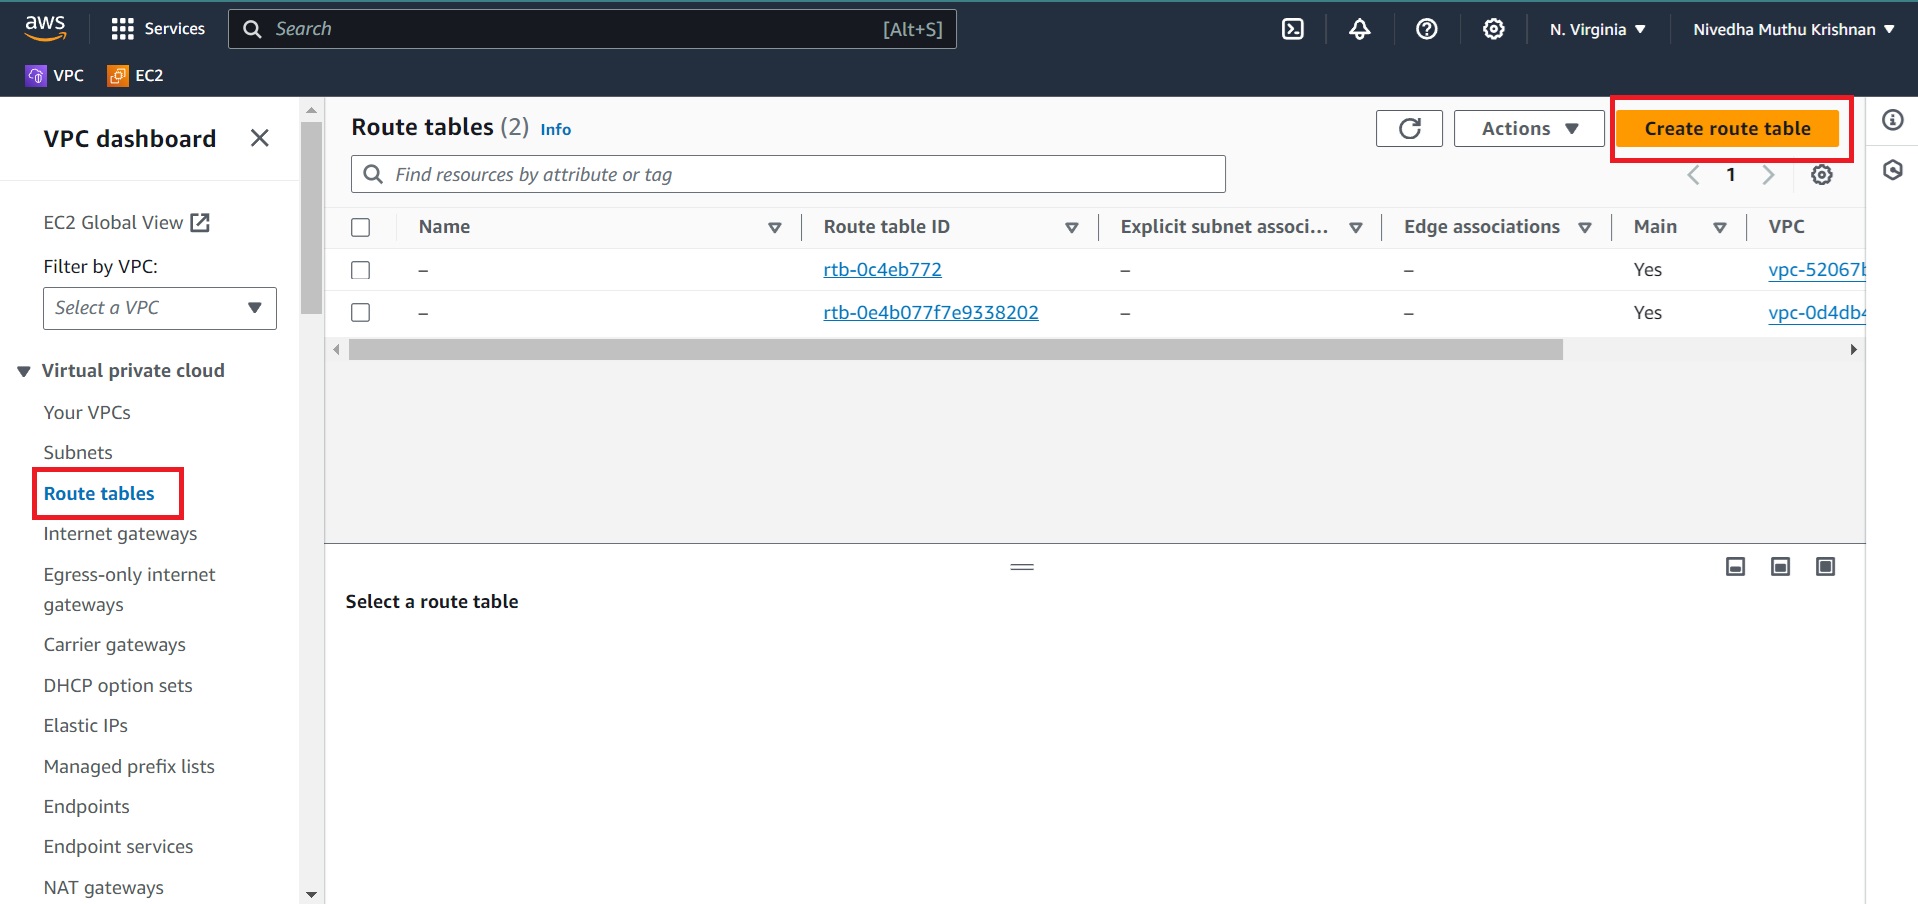 aws
Services
Search
[Alt+S]
N. Virginia
Nivedha Muthu Krishnan
VPC
EC2
VPC dashboard
EC2 Global View
Filter by VPC:
Select a VPC
Virtual private cloud
Your VPCs
Subnets
Route tables
Internet gateways
Egress-only internet
gateways
Carrier gateways
DHCP option sets
Elastic IPs
Managed prefix lists
Endpoints
Endpoint services
NAT gateways
Route tables (2) Info
Actions
Create route table
Find resources by attribute or tag
1
Name Route table ID Explicit subnet associ... Edge associations Main VPC
– rtb-0c4eb772 – – Yes vpc-52067b
– rtb-0e4b077f7e9338202 – – Yes vpc-0d4db4
Select a route table